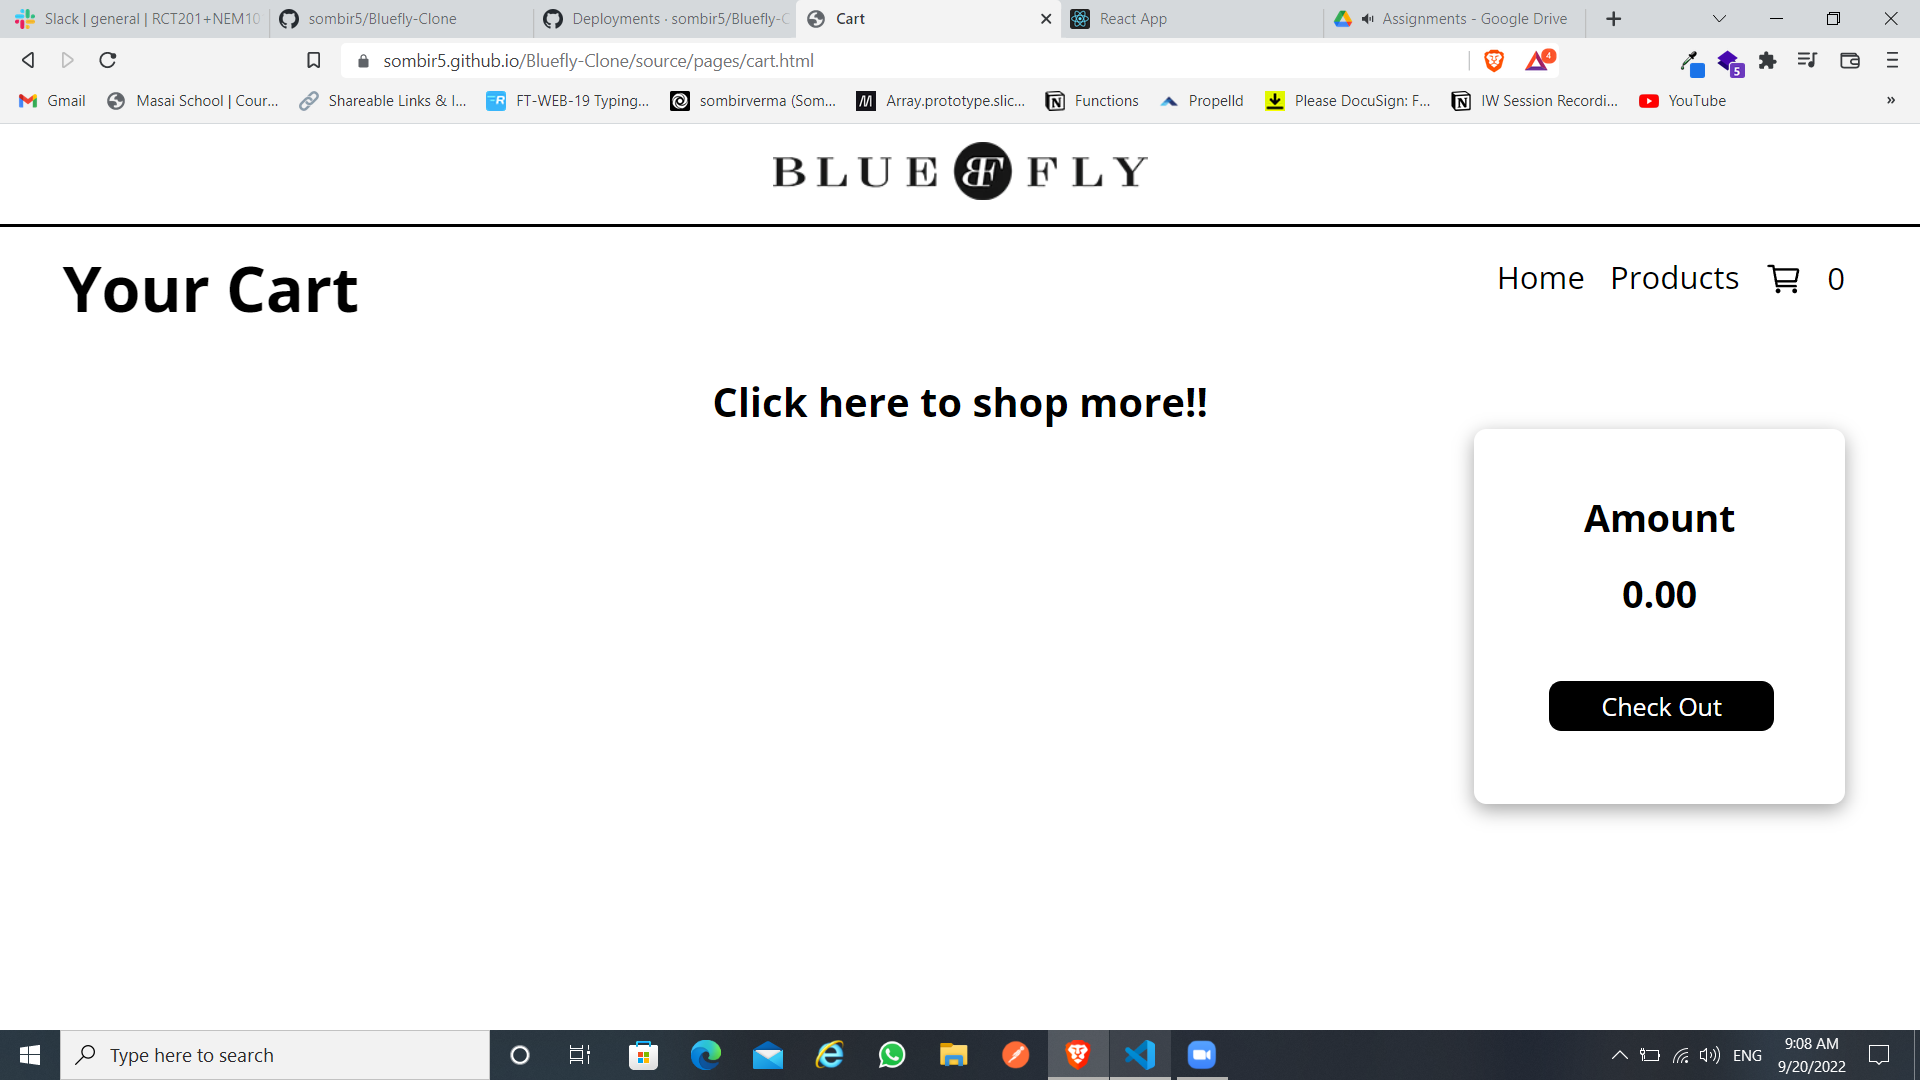 Slack | general | RCT201+NEM10
sombir5/Bluefly-Clone
Deployments · sombir5/Bluefly-C
Cart
React App
Assignments - Google Drive
sombir5.github.io/Bluefly-Clone/source/pages/cart.html
4
5
Gmail
Masai School | Cour...
Shareable Links & I...
FT-WEB-19 Typing...
sombirverma (Som...
Array.prototype.slic...
Functions
Propelld
Please DocuSign: F...
IW Session Recordi...
YouTube
»
BLUE BF FLY
Your Cart
Home
Products
0
Click here to shop more!!
Amount
0.00
Check Out
Type here to search
ENG
9:08 AM
9/20/2022